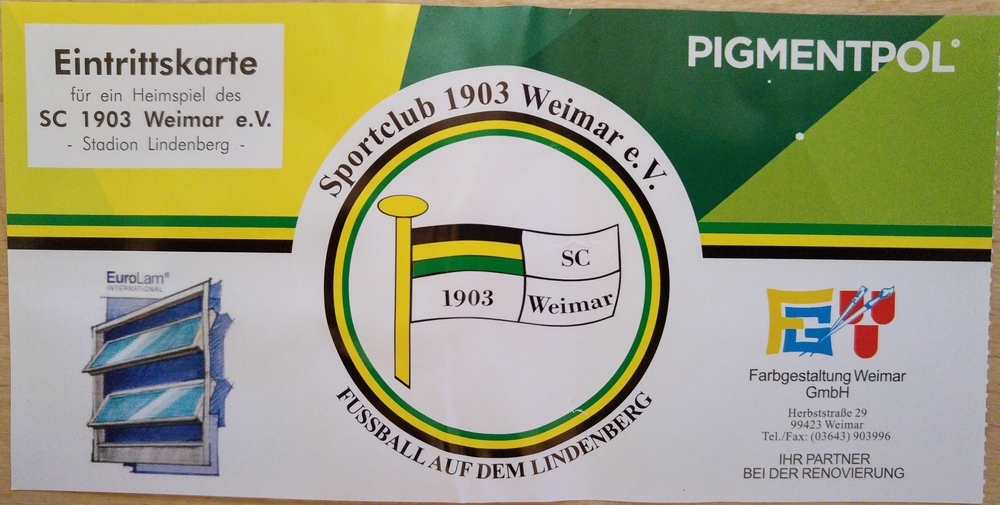 Eintrittskarte
für ein Heimspiel des
SC 1903 Weimar e.V.
- Stadion Lindenberg -
PIGMENTPOL®
Sportclub 1903 Weimar e.V.
SC
1903
Weimar
FUSSBALL AUF DEM LINDENBERG
EuroLam®
INTERNATIONAL
FG
Farbgestaltung Weimar
GmbH
Herbststraße 29
99423 Weimar
Tel./Fax: (03643) 903996
IHR PARTNER
BEI DER RENOVIERUNG